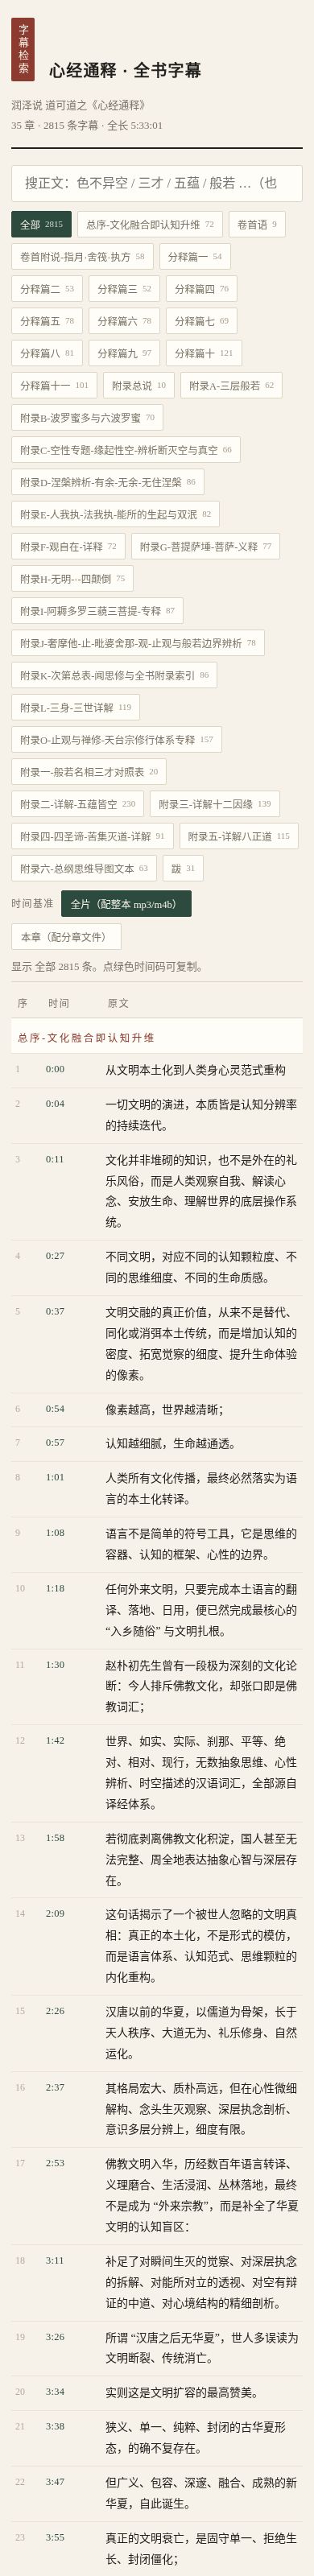 字幕检索
心经通释 · 全书字幕
润泽说 道可道之《心经通释》
35 章 · 2815 条字幕 · 全长 5:33:01
搜正文：色不异空 / 三才 / 五蕴 / 般若 …（也
全部 2815 总序-文化融合即认知升维 72 卷首语 9
卷首附说-指月·舍筏·执方 58 分释篇一 54
分释篇二 53 分释篇三 52 分释篇四 76
分释篇五 78 分释篇六 78 分释篇七 69
分释篇八 81 分释篇九 97 分释篇十 121
分释篇十一 101 附录总说 10 附录A-三层般若 62
附录B-波罗蜜多与六波罗蜜 70
附录C-空性专题-缘起性空-辨析断灭空与真空 66
附录D-涅槃辨析-有余-无余-无住涅槃 86
附录E-人我执-法我执-能所的生起与双泯 82
附录F-观自在-详释 72 附录G-菩提萨埵-菩萨-义释 77
附录H-无明-·-四颠倒 75
附录I-阿耨多罗三藐三菩提-专释 87
附录J-奢摩他-止-毗婆舍那-观-止观与般若边界辨析 78
附录K-次第总表-闻思修与全书附录索引 86
附录L-三身-三世详解 119
附录O-止观与禅修-天台宗修行体系专释 157
附录一-般若名相三才对照表 20
附录二-详解-五蕴皆空 230 附录三-详解十二因缘 139
附录四-四圣谛-苦集灭道-详解 91 附录五-详解八正道 115
附录六-总纲思维导图文本 63 跋 31
时间基准 全片（配整本 mp3/m4b）
本章（配分章文件）
显示 全部 2815 条。点绿色时间码可复制。
序 时间 原文
总序-文化融合即认知升维
1 0:00 从文明本土化到人类身心灵范式重构
2 0:04 一切文明的演进，本质皆是认知分辨率
的持续迭代。
3 0:11 文化并非堆砌的知识，也不是外在的礼
乐风俗，而是人类观察自我、解读心
念、安放生命、理解世界的底层操作系
统。
4 0:27 不同文明，对应不同的认知颗粒度、不
同的思维细度、不同的生命质感。
5 0:37 文明交融的真正价值，从来不是替代、
同化或消弭本土传统，而是增加认知的
密度、拓宽觉察的细度、提升生命体验
的像素。
6 0:54 像素越高，世界越清晰；
7 0:57 认知越细腻，生命越通透。
8 1:01 人类所有文化传播，最终必然落实为语
言的本土化转译。
9 1:08 语言不是简单的符号工具，它是思维的
容器、认知的框架、心性的边界。
10 1:18 任何外来文明，只要完成本土语言的翻
译、落地、日用，便已然完成最核心的
“入乡随俗” 与文明扎根。
11 1:30 赵朴初先生曾有一段极为深刻的文化论
断：今人排斥佛教文化，却张口即是佛
教词汇；
12 1:42 世界、如实、实际、刹那、平等、绝
对、相对、现行，无数抽象思维、心性
辨析、时空描述的汉语词汇，全部源自
译经体系。
13 1:58 若彻底剥离佛教文化积淀，国人甚至无
法完整、周全地表达抽象心智与深层存
在。
14 2:09 这句话揭示了一个被世人忽略的文明真
相：真正的本土化，不是形式的模仿，
而是语言体系、认知范式、思维颗粒的
内化重构。
15 2:26 汉唐以前的华夏，以儒道为骨架，长于
天人秩序、大道无为、礼乐修身、自然
运化。
16 2:37 其格局宏大、质朴高远，但在心性微细
解构、念头生灭观察、深层执念剖析、
意识多层分辨上，细度有限。
17 2:53 佛教文明入华，历经数百年语言转译、
义理磨合、生活浸润、丛林落地，最终
不是成为 “外来宗教”，而是补全了华夏
文明的认知盲区：
18 3:11 补足了对瞬间生灭的觉察、对深层执念
的拆解、对能所对立的透视、对空有辩
证的中道、对心境结构的精细剖析。
19 3:26 所谓 “汉唐之后无华夏”，世人多误读为
文明断裂、传统消亡。
20 3:34 实则这是文明扩容的最高赞美。
21 3:38 狭义、单一、纯粹、封闭的古华夏形
态，的确不复存在。
22 3:47 但广义、包容、深邃、融合、成熟的新
华夏，自此诞生。
23 3:55 真正的文明衰亡，是固守单一、拒绝生
长、封闭僵化；